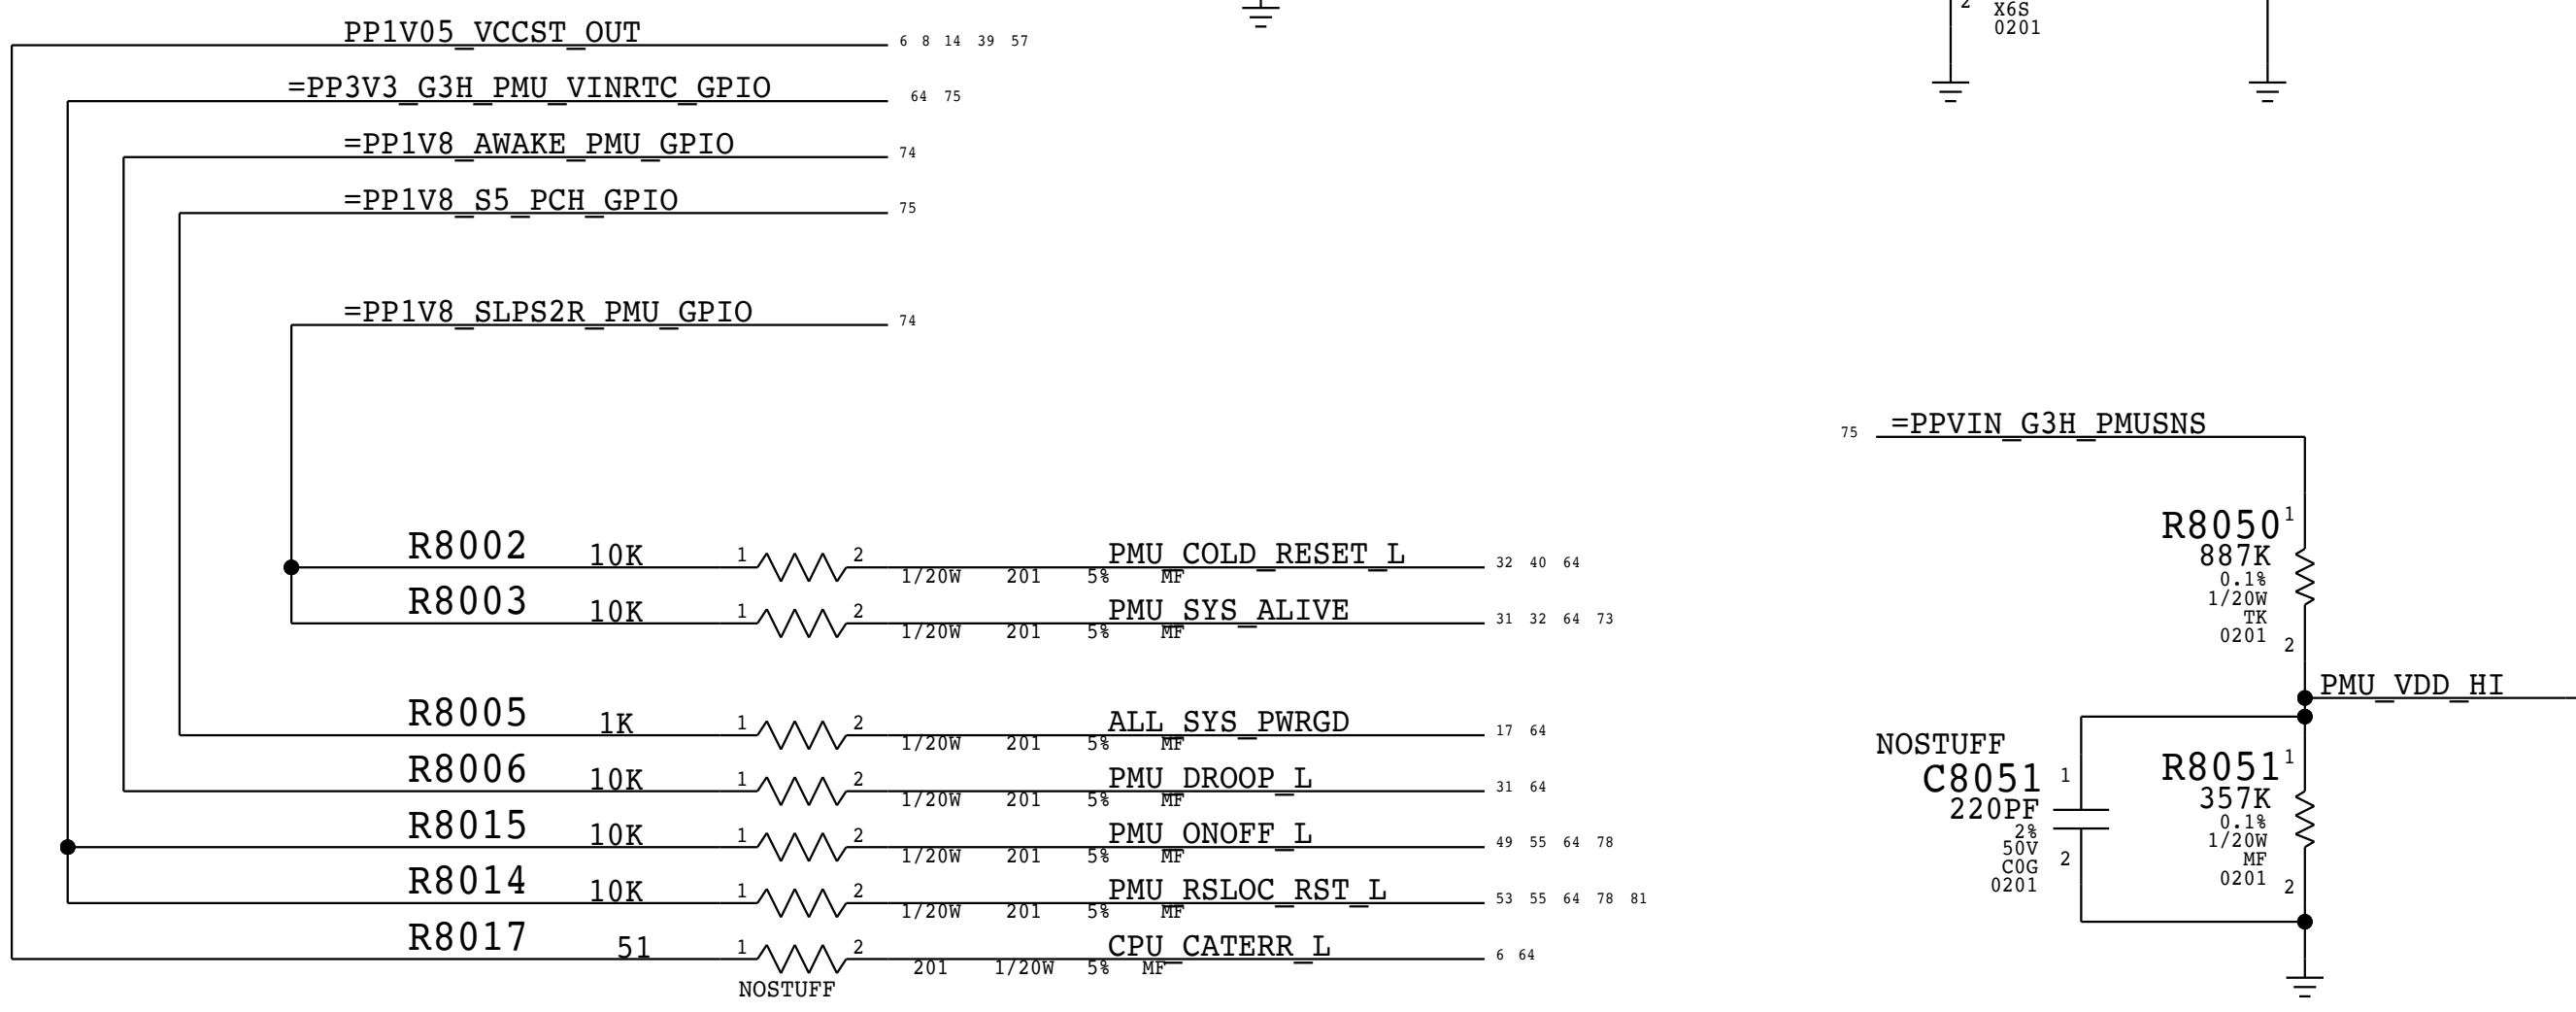 2 X6S
0201
PP1V05_VCCST_OUT 6 8 14 39 57
=PP3V3_G3H_PMU_VINRTC_GPIO 64 75
=PP1V8_AWAKE_PMU_GPIO 74
=PP1V8_S5_PCH_GPIO 75
=PP1V8_SLPS2R_PMU_GPIO 74
R8002 10K 1 2 PMU_COLD_RESET_L 32 40 64
1/20W 201 5% MF
R8003 10K 1 2 PMU_SYS_ALIVE 31 32 64 73
1/20W 201 5% MF
R8005 1K 1 2 ALL_SYS_PWRGD 17 64
1/20W 201 5% MF
R8006 10K 1 2 PMU_DROOP_L 31 64
1/20W 201 5% MF
R8015 10K 1 2 PMU_ONOFF_L 49 55 64 78
1/20W 201 5% MF
R8014 10K 1 2 PMU_RSLOC_RST_L 53 55 64 78 81
1/20W 201 5% MF
R8017 51 1 2 CPU_CATERR_L 6 64
201 1/20W 5% MF
NOSTUFF
75 =PPVIN_G3H_PMUSNS
R8050 1
887K
0.1%
1/20W
TK
0201 2
PMU_VDD_HI
NOSTUFF
C8051 1
220PF
2%
50V 2
C0G
0201
R8051 1
357K
0.1%
1/20W
MF
0201 2